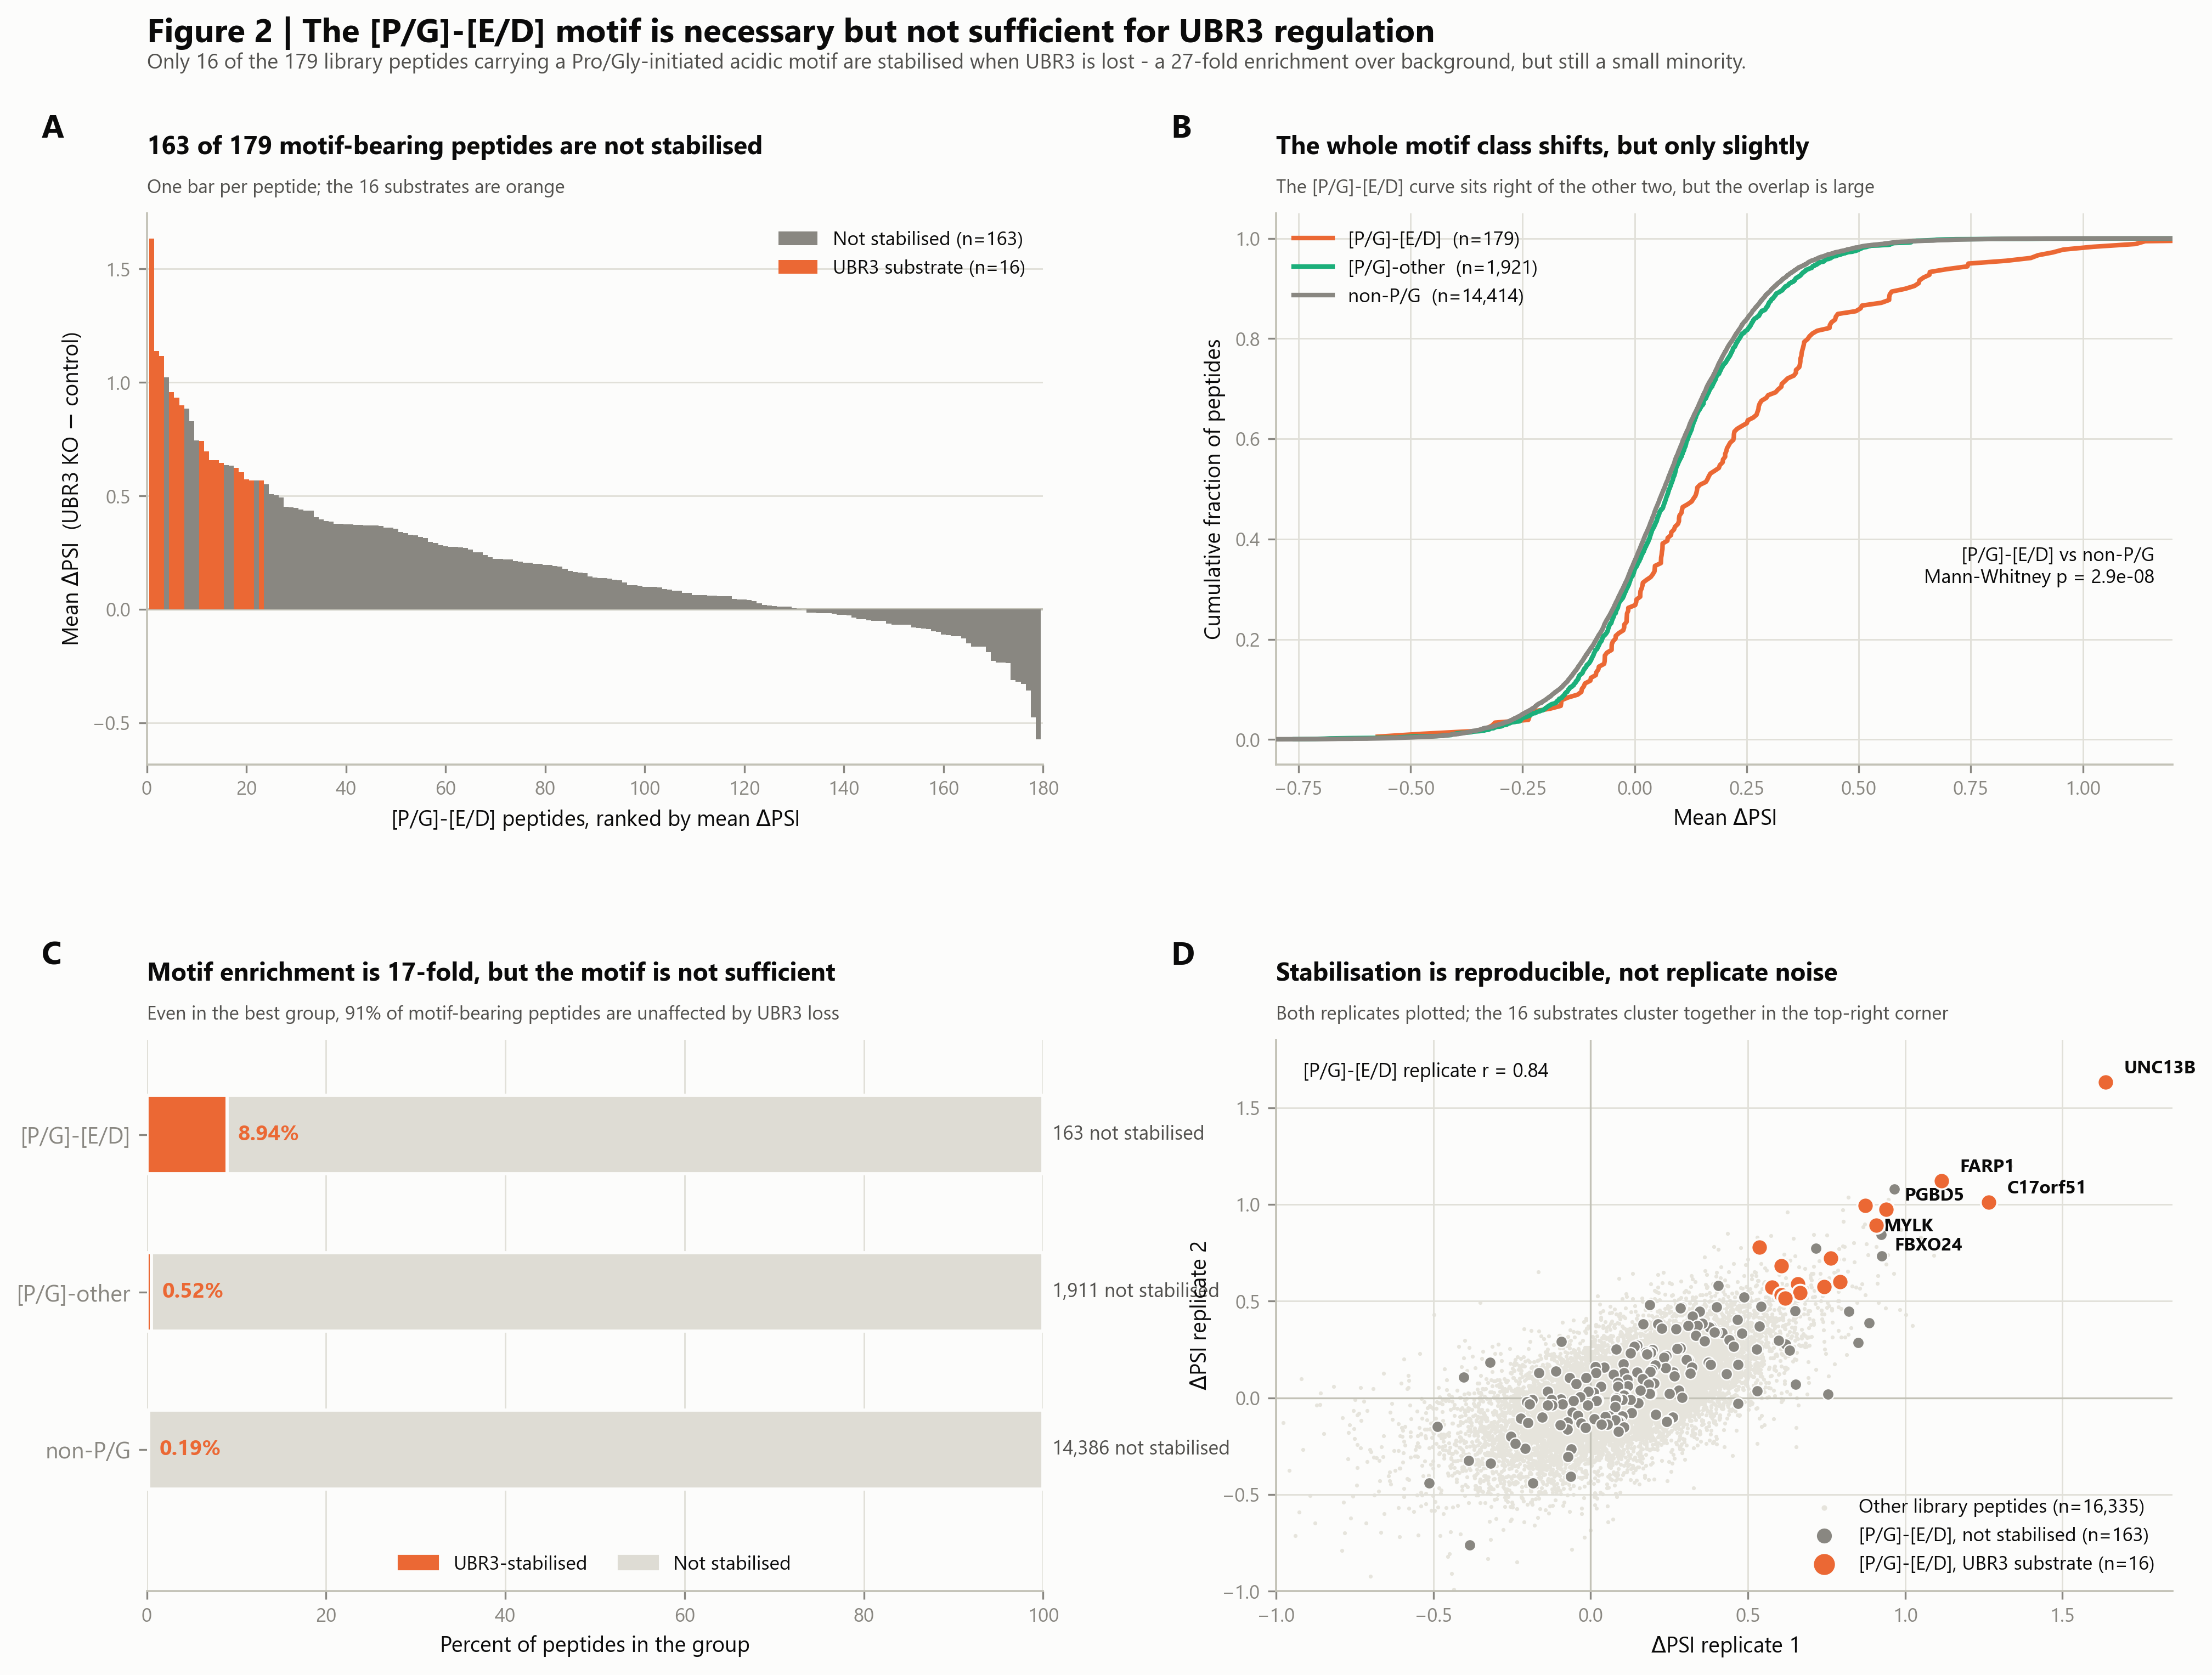 Figure 2 | The [P/G]-[E/D] motif is necessary but not sufficient for UBR3 regulation
Only 16 of the 179 library peptides carrying a Pro/Gly-initiated acidic motif are stabilised when UBR3 is lost - a 27-fold enrichment over background, but still a small minority.
A
163 of 179 motif-bearing peptides are not stabilised
One bar per peptide; the 16 substrates are orange
Not stabilised (n=163)
UBR3 substrate (n=16)
Mean ΔPSI (UBR3 KO − control)
1.5
1.0
0.5
0.0
−0.5
0 20 40 60 80 100 120 140 160 180
[P/G]-[E/D] peptides, ranked by mean ΔPSI
B
The whole motif class shifts, but only slightly
The [P/G]-[E/D] curve sits right of the other two, but the overlap is large
[P/G]-[E/D] (n=179)
[P/G]-other (n=1,921)
non-P/G (n=14,414)
Cumulative fraction of peptides
1.0
0.8
0.6
0.4
0.2
0.0
[P/G]-[E/D] vs non-P/G
Mann-Whitney p = 2.9e-08
−0.75 −0.50 −0.25 0.00 0.25 0.50 0.75 1.00
Mean ΔPSI
C
Motif enrichment is 17-fold, but the motif is not sufficient
Even in the best group, 91% of motif-bearing peptides are unaffected by UBR3 loss
[P/G]-[E/D] 8.94% 163 not stabilised
[P/G]-other 0.52% 1,911 not stabilised
non-P/G 0.19% 14,386 not stabilised
UBR3-stabilised Not stabilised
0 20 40 60 80 100
Percent of peptides in the group
D
Stabilisation is reproducible, not replicate noise
Both replicates plotted; the 16 substrates cluster together in the top-right corner
[P/G]-[E/D] replicate r = 0.84
UNC13B
FARP1
C17orf51
PGBD5
MYLK
FBXO24
ΔPSI replicate 2
1.5
1.0
0.5
0.0
−0.5
−1.0
Other library peptides (n=16,335)
[P/G]-[E/D], not stabilised (n=163)
[P/G]-[E/D], UBR3 substrate (n=16)
−1.0 −0.5 0.0 0.5 1.0 1.5
ΔPSI replicate 1